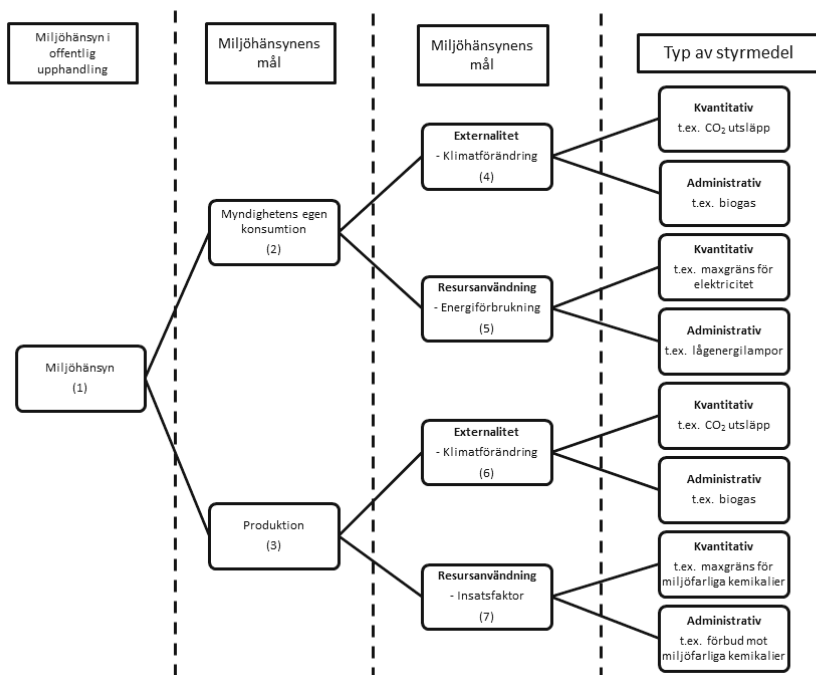 Miljöhänsyn i
offentlig
upphandling
Miljöhänsynens
mål
Miljöhänsynens
mål
Typ av styrmedel
Miljöhänsyn
(1)
Myndighetens egen
konsumtion
(2)
Produktion
(3)
Externalitet
- Klimatförändring
(4)
Resursanvändning
- Energiförbrukning
(5)
Externalitet
- Klimatförändring
(6)
Resursanvändning
- Insatsfaktor
(7)
Kvantitativ
t.ex. CO₂ utsläpp
Administrativ
t.ex. biogas
Kvantitativ
t.ex. maxgräns för
elektricitet
Administrativ
t.ex. lågenergilampor
Kvantitativ
t.ex. CO₂ utsläpp
Administrativ
t.ex. biogas
Kvantitativ
t.ex. maxgräns för
miljöfarliga kemikalier
Administrativ
t.ex. förbud mot
miljöfarliga kemikalier